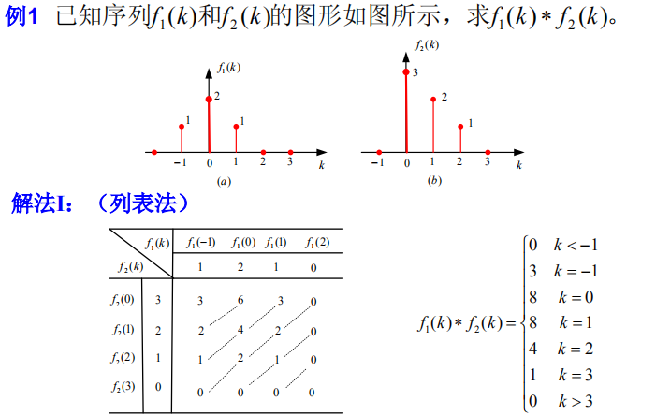 例1 已知序列f₁(k)和f₂(k)的图形如图所示，求f₁(k)∗f₂(k)。
f₁(k)
2
1
1
−1 0 1 2 3 k
(a)
f₂(k)
3
2
1
−1 0 1 2 3 k
(b)
解法I：（列表法）
f₁(k) f₁(−1) f₁(0) f₁(1) f₁(2)
f₂(k) 1 2 1 0
f₂(0) 3 3 6 3 0
f₂(1) 2 2 4 2 0
f₂(2) 1 1 2 1 0
f₂(3) 0 0 0 0 0
f₁(k)∗f₂(k)=
0 k<−1
3 k=−1
8 k=0
8 k=1
4 k=2
1 k=3
0 k>3